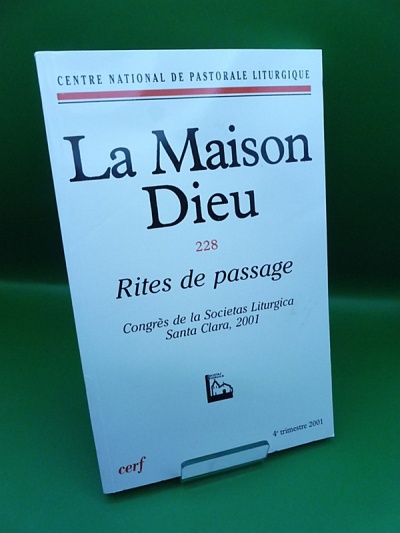 CENTRE NATIONAL DE PASTORALE LITURGIQUE
La Maison
Dieu
228
Rites de passage
Congrès de la Societas Liturgica
Santa Clara, 2001
4e trimestre 2001
cerf